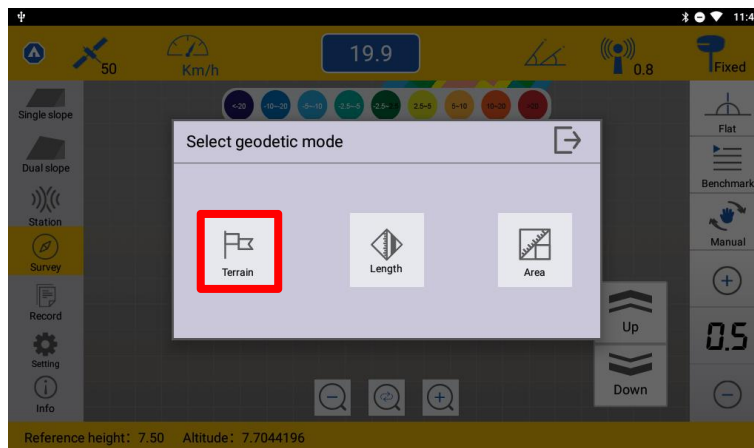 11:4
50
Km/h
19.9
0.8
Fixed
Single slope
Dual slope
Station
Survey
Record
Setting
Info
<-20
-10~-20
-5~-10
-2.5~-5
2.5~5
5~10
10~20
>20
Select geodetic mode
Terrain
Length
Area
Up
Down
Flat
Benchmark
Manual
0.5
Reference height: 7.50 Altitude: 7.7044196